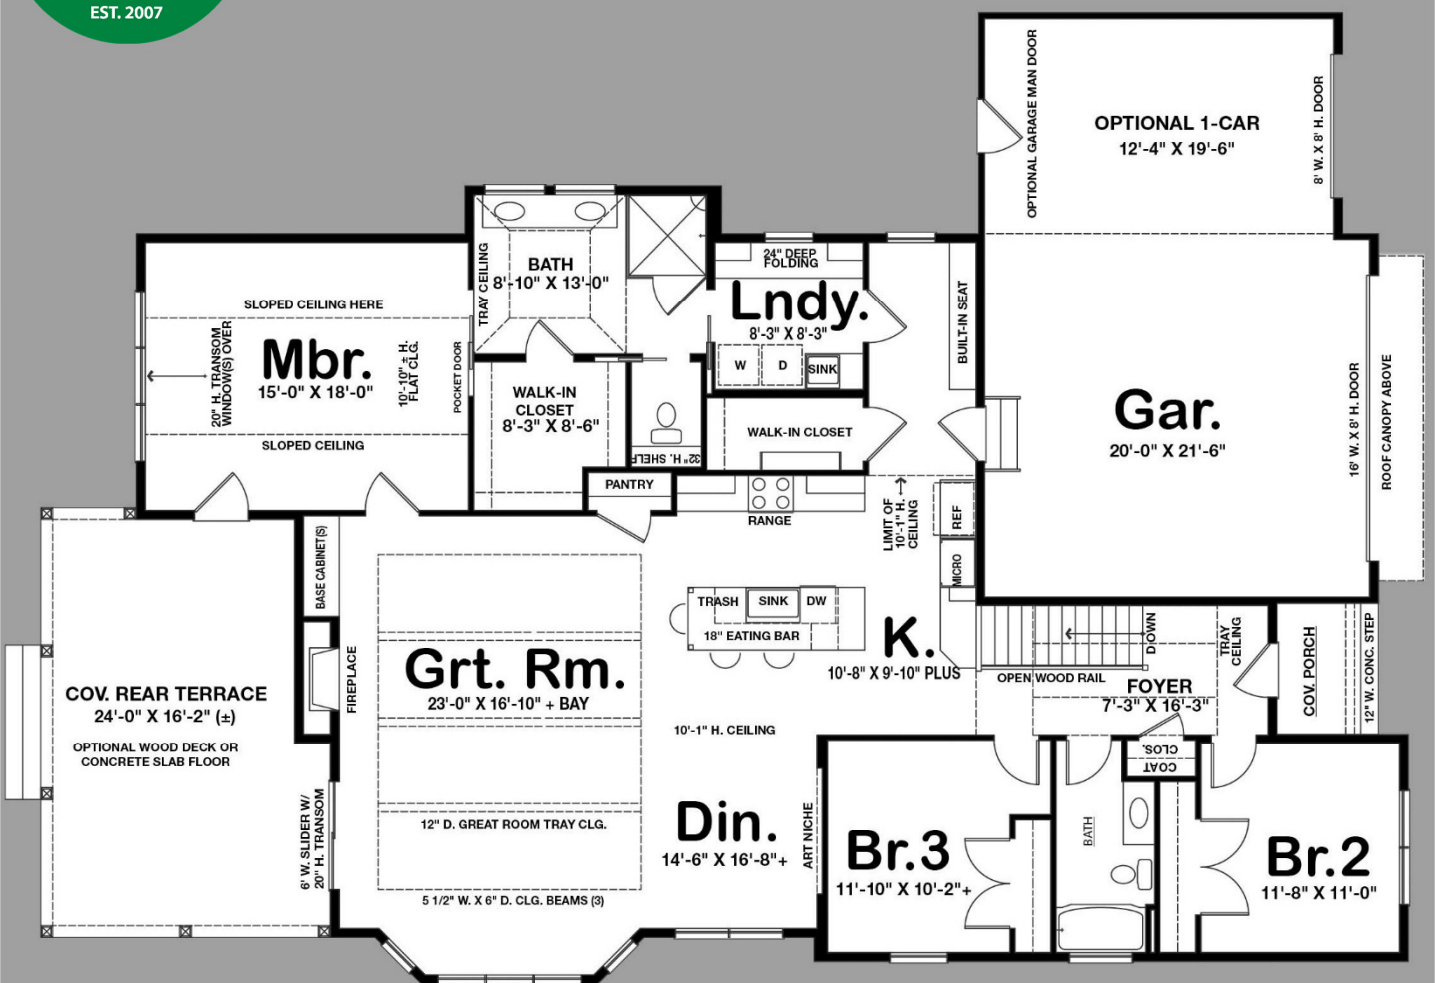 EST. 2007
OPTIONAL GARAGE MAN DOOR
OPTIONAL 1-CAR
12'-4" X 19'-6"
8' W. X 8' H. DOOR
TRAY CEILING
BATH
8'-10" X 13'-0"
24" DEEP
FOLDING
Lndy.
8'-3" X 8'-3"
W
D
SINK
BUILT-IN SEAT
SLOPED CEILING HERE
20" H. TRANSOM
WINDOW(S) OVER
Mbr.
15'-0" X 18'-0"
10'-10" ± H.
FLAT CLG.
POCKET DOOR
SLOPED CEILING
WALK-IN
CLOSET
8'-3" X 8'-6"
32" H. SHELF
WALK-IN CLOSET
Gar.
20'-0" X 21'-6"
16' W. X 8' H. DOOR
ROOF CANOPY ABOVE
PANTRY
RANGE
LIMIT OF
10'-1" H.
CEILING
REF
MICRO
BASE CABINET(S)
TRASH
SINK
DW
18" EATING BAR
K.
10'-8" X 9'-10" PLUS
DOWN
TRAY
CEILING
OPEN WOOD RAIL
FOYER
7'-3" X 16'-3"
COV. PORCH
12" W. CONC. STEP
COV. REAR TERRACE
24'-0" X 16'-2" (±)
OPTIONAL WOOD DECK OR
CONCRETE SLAB FLOOR
FIREPLACE
Grt. Rm.
23'-0" X 16'-10" + BAY
10'-1" H. CEILING
COAT
CLOS.
6' W. SLIDER W/
20" H. TRANSOM
12" D. GREAT ROOM TRAY CLG.
5 1/2" W. X 6" D. CLG. BEAMS (3)
Din.
14'-6" X 16'-8"+
ART NICHE
Br.3
11'-10" X 10'-2"+
BATH
Br.2
11'-8" X 11'-0"